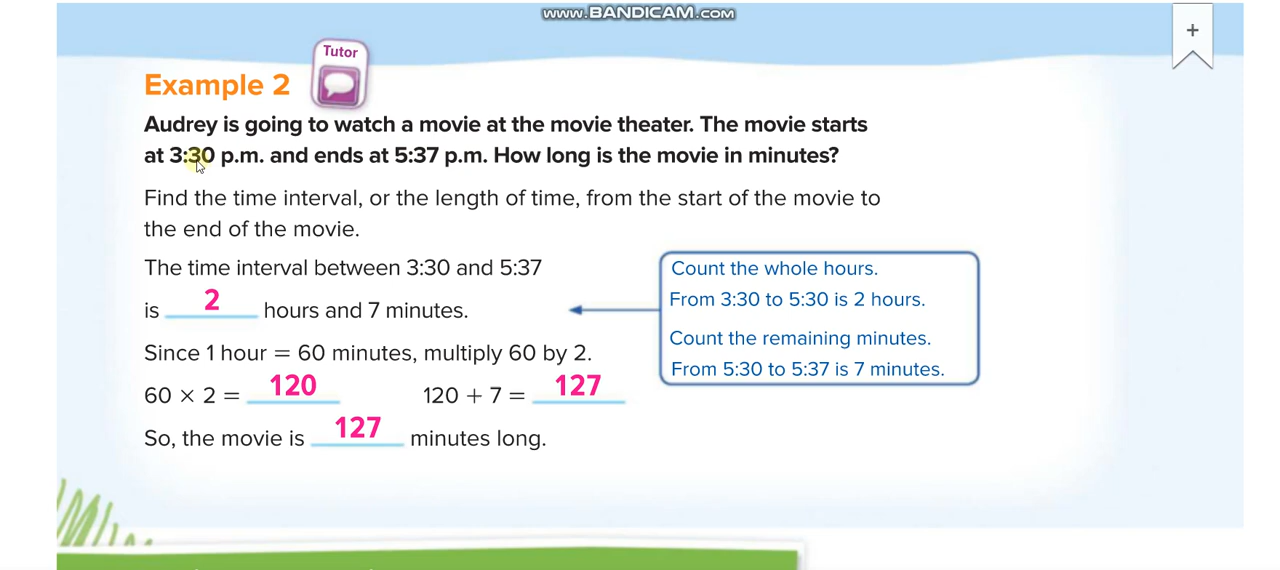 www.BANDICAM.com
+
Tutor
Example 2
Audrey is going to watch a movie at the movie theater. The movie starts
at 3:30 p.m. and ends at 5:37 p.m. How long is the movie in minutes?
Find the time interval, or the length of time, from the start of the movie to
the end of the movie.
The time interval between 3:30 and 5:37
is 2 hours and 7 minutes.
Count the whole hours.
From 3:30 to 5:30 is 2 hours.
Count the remaining minutes.
From 5:30 to 5:37 is 7 minutes.
Since 1 hour = 60 minutes, multiply 60 by 2.
60 × 2 = 120 120 + 7 = 127
So, the movie is 127 minutes long.